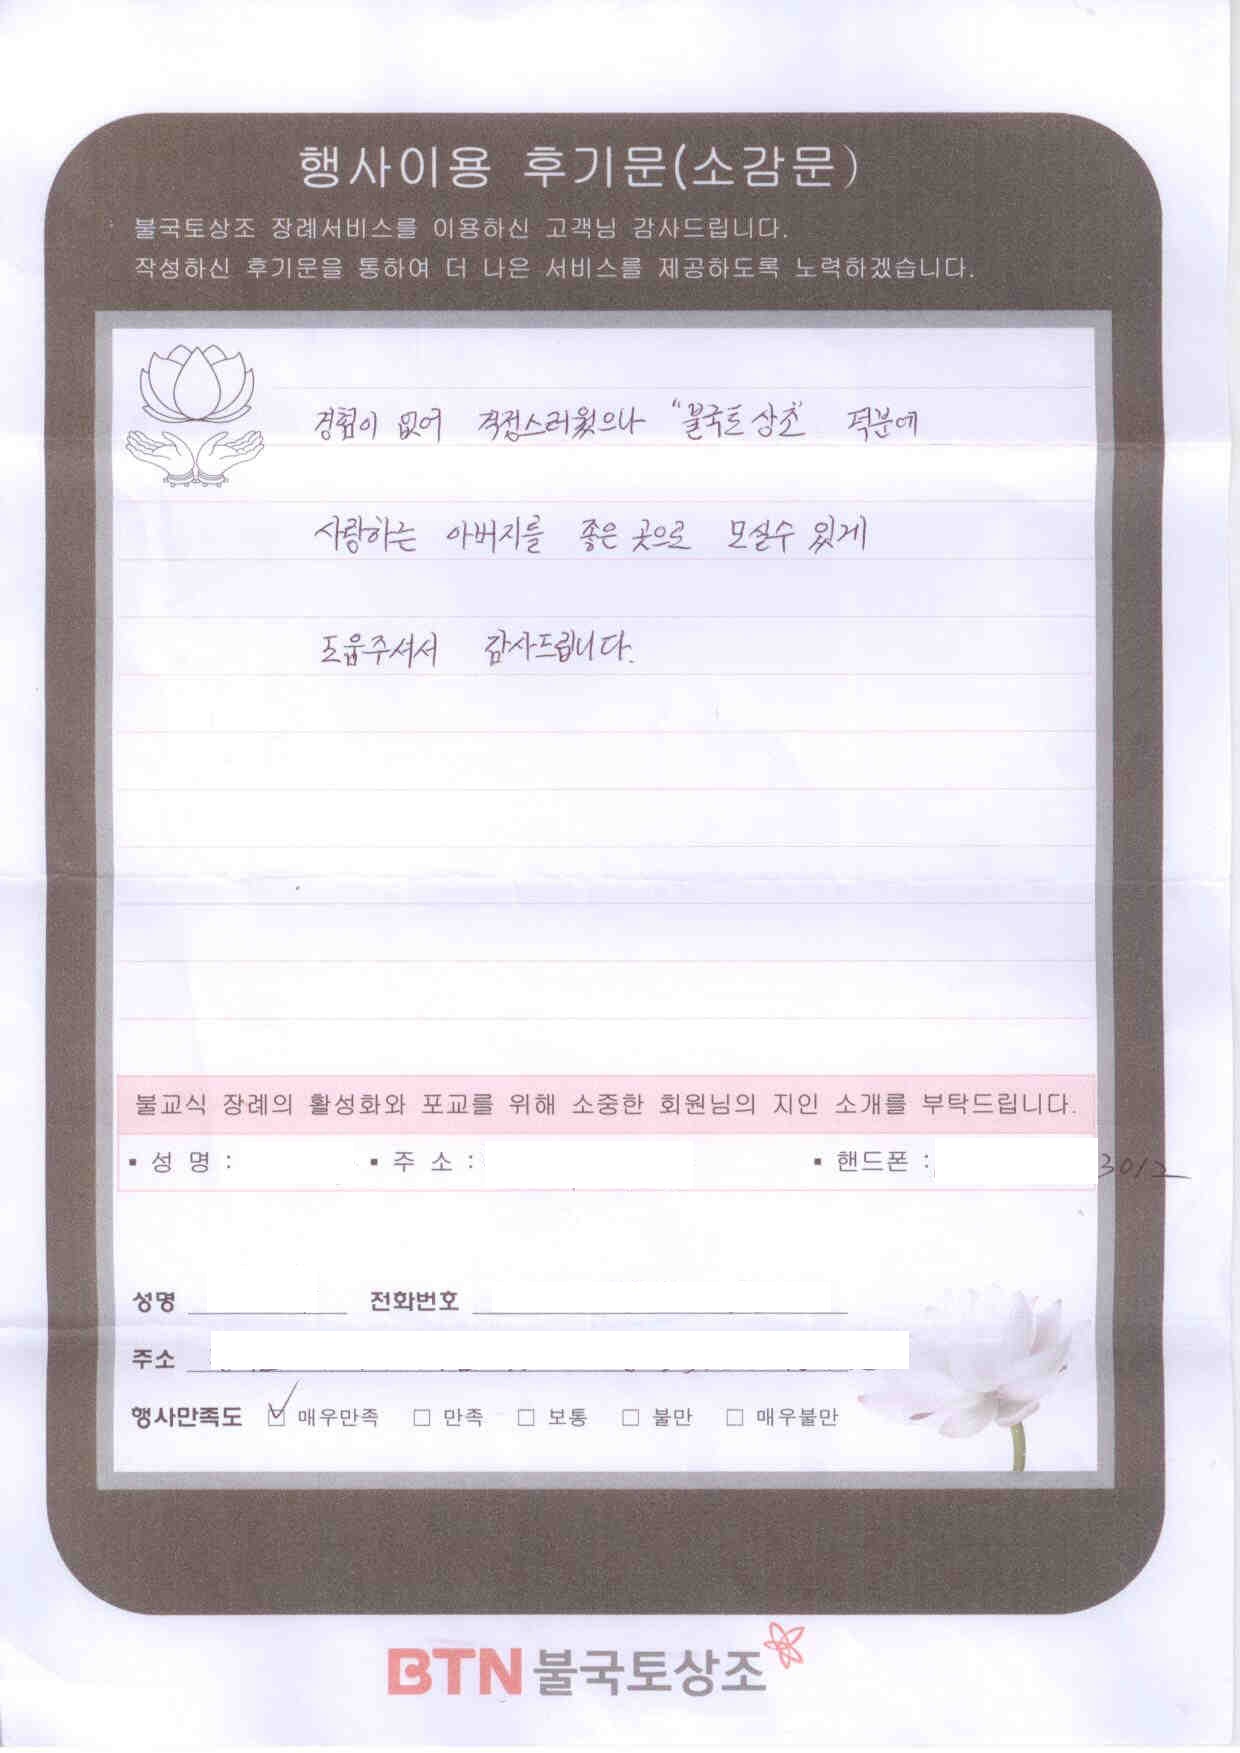 행사이용 후기문(소감문)
불국토상조 장례서비스를 이용하신 고객님 감사드립니다.
작성하신 후기문을 통하여 더 나은 서비스를 제공하도록 노력하겠습니다.
경험이 없어 걱정스러웠으나 "불국토상조" 덕분에
사랑하는 아버지를 좋은 곳으로 모실수 있게
도움주셔서 감사드립니다.
불교식 장례의 활성화와 포교를 위해 소중한 회원님의 지인 소개를 부탁드립니다.
▪ 성 명 : ▪ 주 소 : ▪ 핸드폰 : 3012
성명 전화번호
주소
행사만족도 ☑ 매우만족 □ 만족 □ 보통 □ 불만 □ 매우불만
BTN 불국토상조